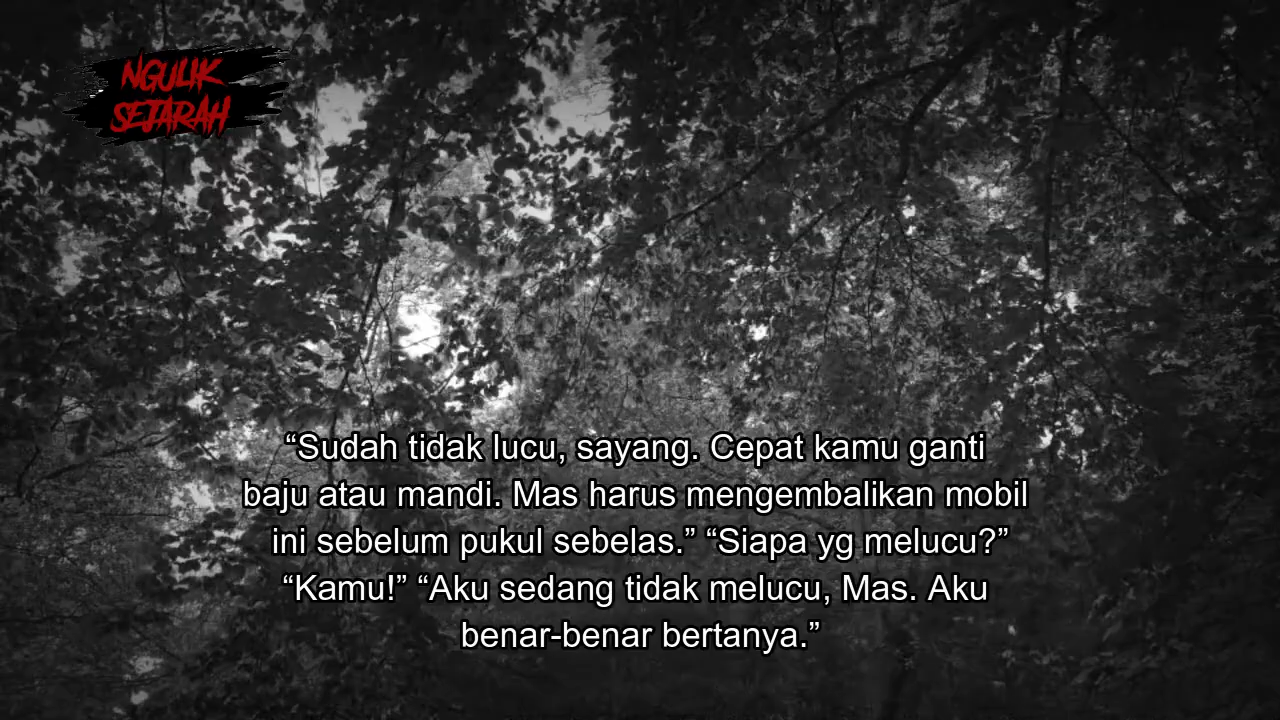 NGULIK
SEJARAH
“Sudah tidak lucu, sayang. Cepat kamu ganti
baju atau mandi. Mas harus mengembalikan mobil
ini sebelum pukul sebelas.” “Siapa yg melucu?”
“Kamu!” “Aku sedang tidak melucu, Mas. Aku
benar-benar bertanya.”